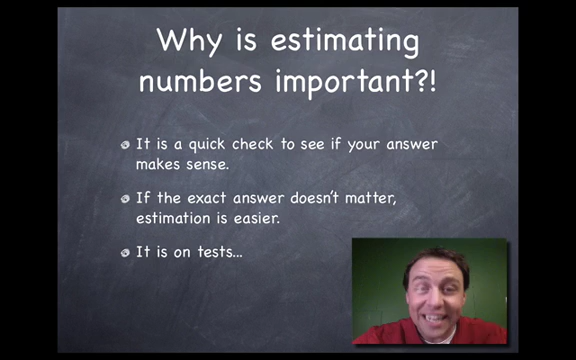 Why is estimating
numbers important?!
It is a quick check to see if your answer
makes sense.
If the exact answer doesn't matter,
estimation is easier.
It is on tests...